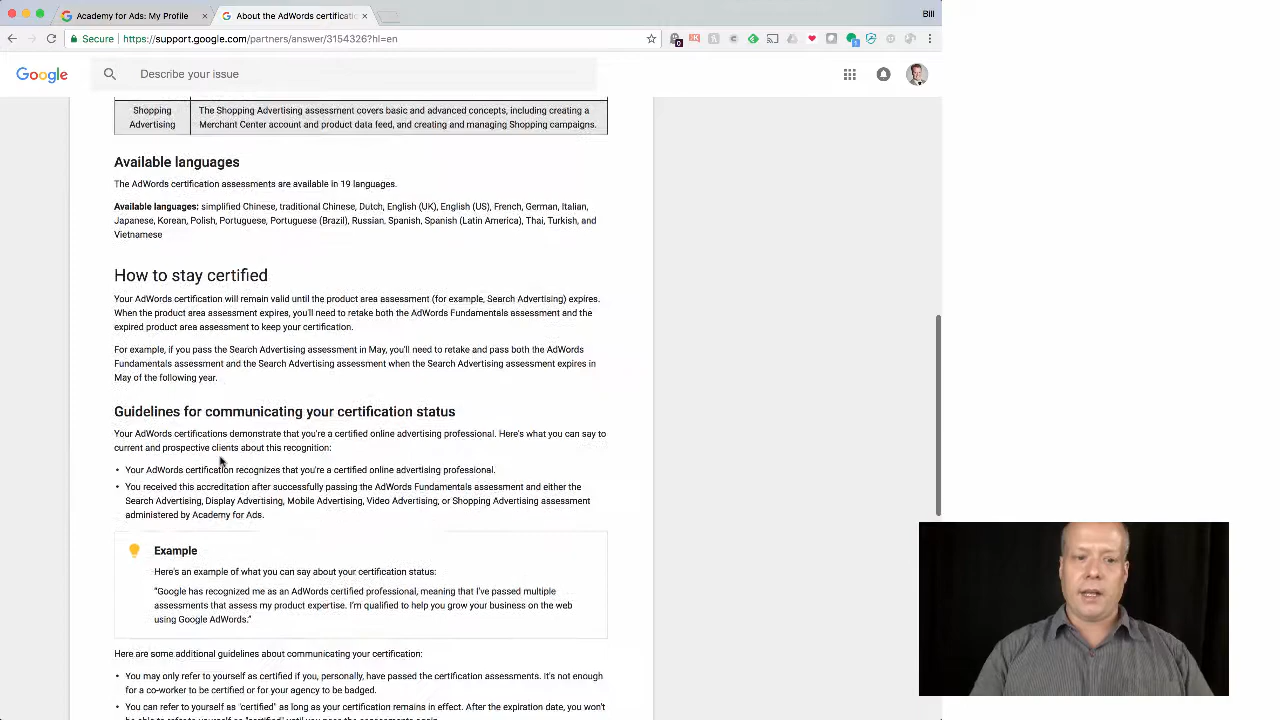 Academy for Ads: My Profile
About the AdWords certificatio
Bill
Secure
https://support.google.com/partners/answer/3154326?hl=en
Google
Describe your issue
Shopping
Advertising
The Shopping Advertising assessment covers basic and advanced concepts, including creating a
Merchant Center account and product data feed, and creating and managing Shopping campaigns.
Available languages
The AdWords certification assessments are available in 19 languages.
Available languages: simplified Chinese, traditional Chinese, Dutch, English (UK), English (US), French, German, Italian,
Japanese, Korean, Polish, Portuguese, Portuguese (Brazil), Russian, Spanish, Spanish (Latin America), Thai, Turkish, and
Vietnamese
How to stay certified
Your AdWords certification will remain valid until the product area assessment (for example, Search Advertising) expires.
When the product area assessment expires, you'll need to retake both the AdWords Fundamentals assessment and the
expired product area assessment to keep your certification.
For example, if you pass the Search Advertising assessment in May, you'll need to retake and pass both the AdWords
Fundamentals assessment and the Search Advertising assessment when the Search Advertising assessment expires in
May of the following year.
Guidelines for communicating your certification status
Your AdWords certifications demonstrate that you're a certified online advertising professional. Here's what you can say to
current and prospective clients about this recognition:
• Your AdWords certification recognizes that you're a certified online advertising professional.
• You received this accreditation after successfully passing the AdWords Fundamentals assessment and either the
Search Advertising, Display Advertising, Mobile Advertising, Video Advertising, or Shopping Advertising assessment
administered by Academy for Ads.
Example
Here's an example of what you can say about your certification status:
"Google has recognized me as an AdWords certified professional, meaning that I've passed multiple
assessments that assess my product expertise. I'm qualified to help you grow your business on the web
using Google AdWords."
Here are some additional guidelines about communicating your certification:
• You may only refer to yourself as certified if you, personally, have passed the certification assessments. It's not enough
for a co-worker to be certified or for your agency to be badged.
• You can refer to yourself as "certified" as long as your certification remains in effect. After the expiration date, you won't
be able to refer to yourself as "certified" until you pass the assessments again.